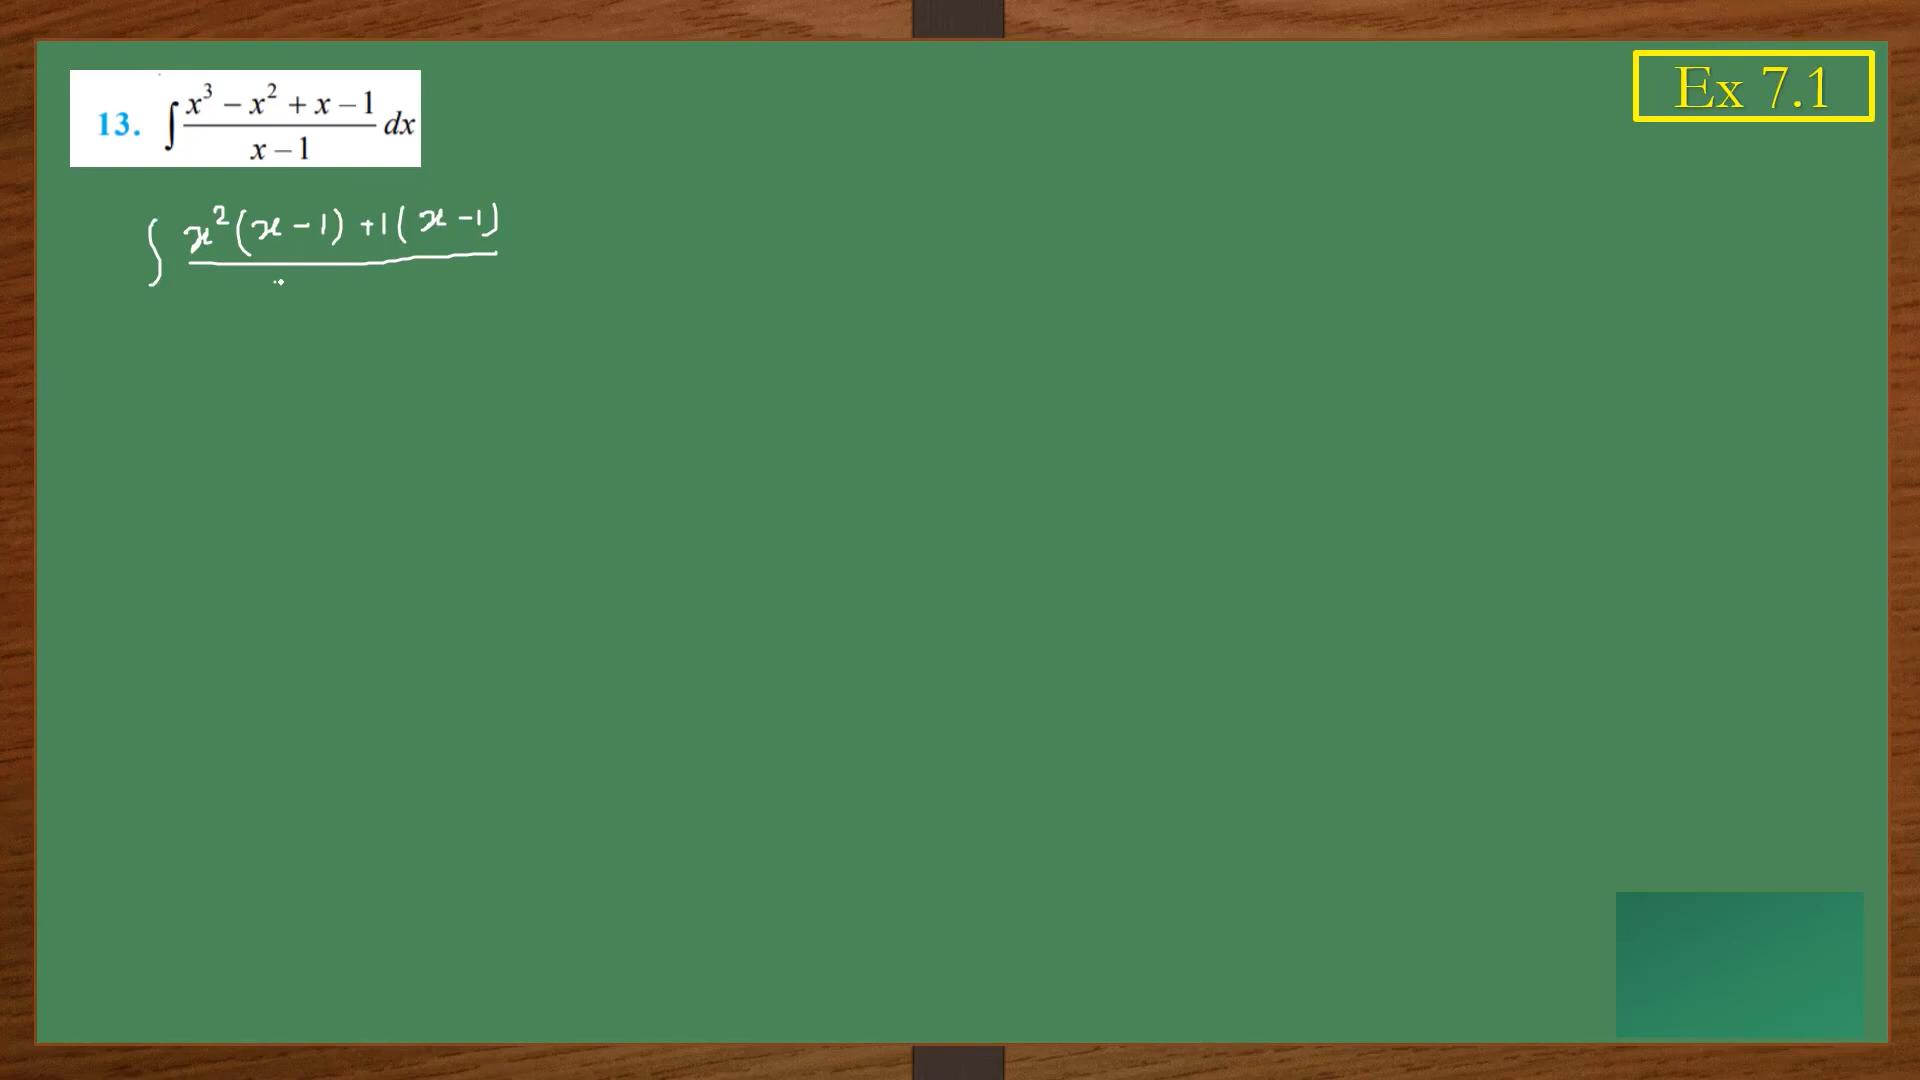 Ex 7.1
13. ∫ x³ − x² + x − 1 / x − 1 dx
∫ x²(x − 1) + 1(x − 1)